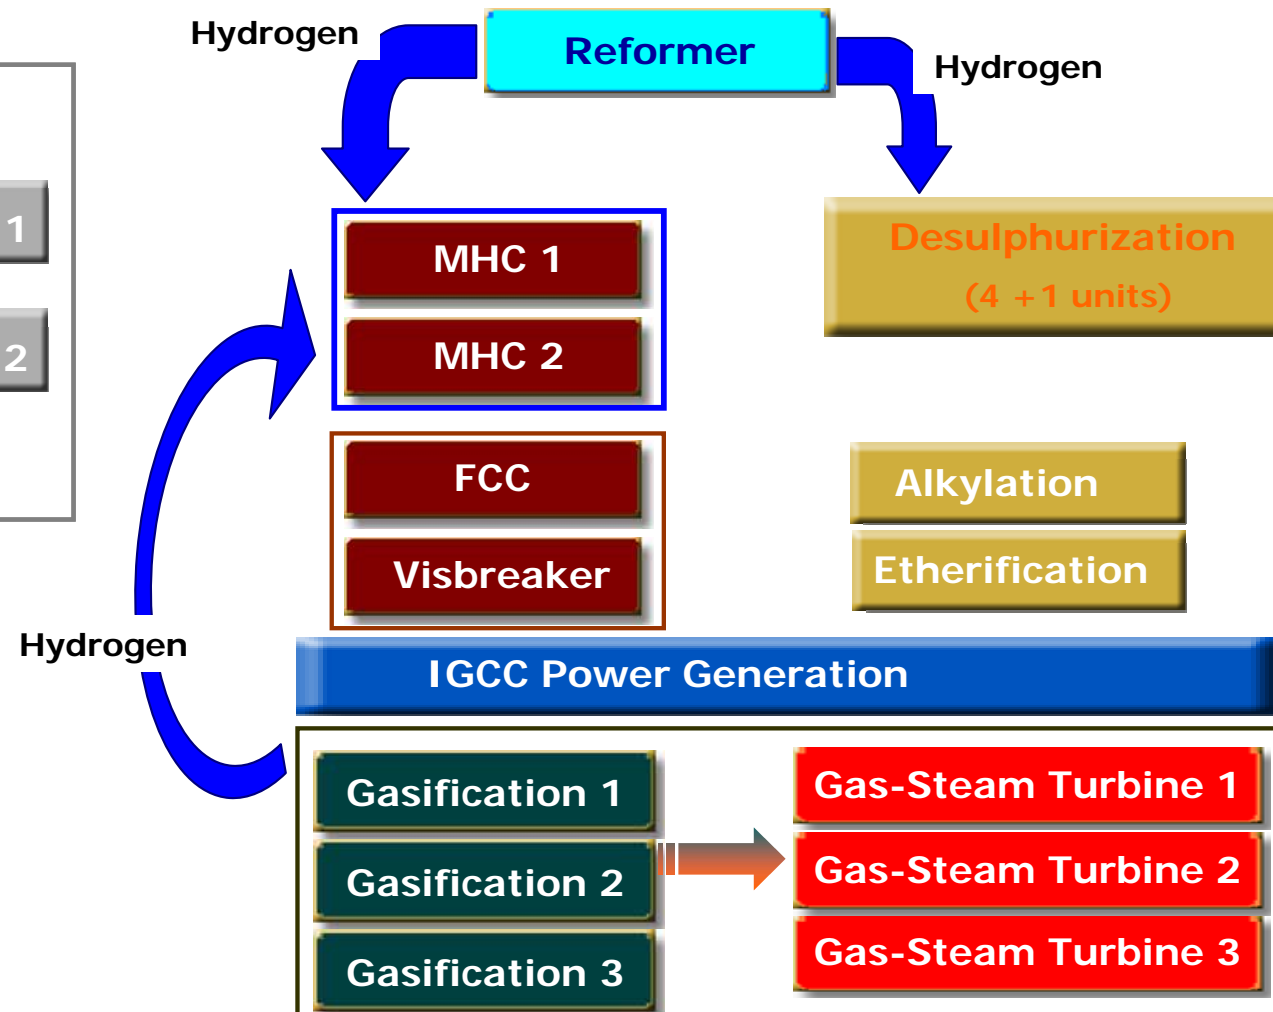 Hydrogen
Reformer
Hydrogen
1
2
MHC 1
MHC 2
Desulphurization
(4 +1 units)
FCC
Visbreaker
Alkylation
Etherification
Hydrogen
IGCC Power Generation
Gasification 1
Gasification 2
Gasification 3
Gas-Steam Turbine 1
Gas-Steam Turbine 2
Gas-Steam Turbine 3